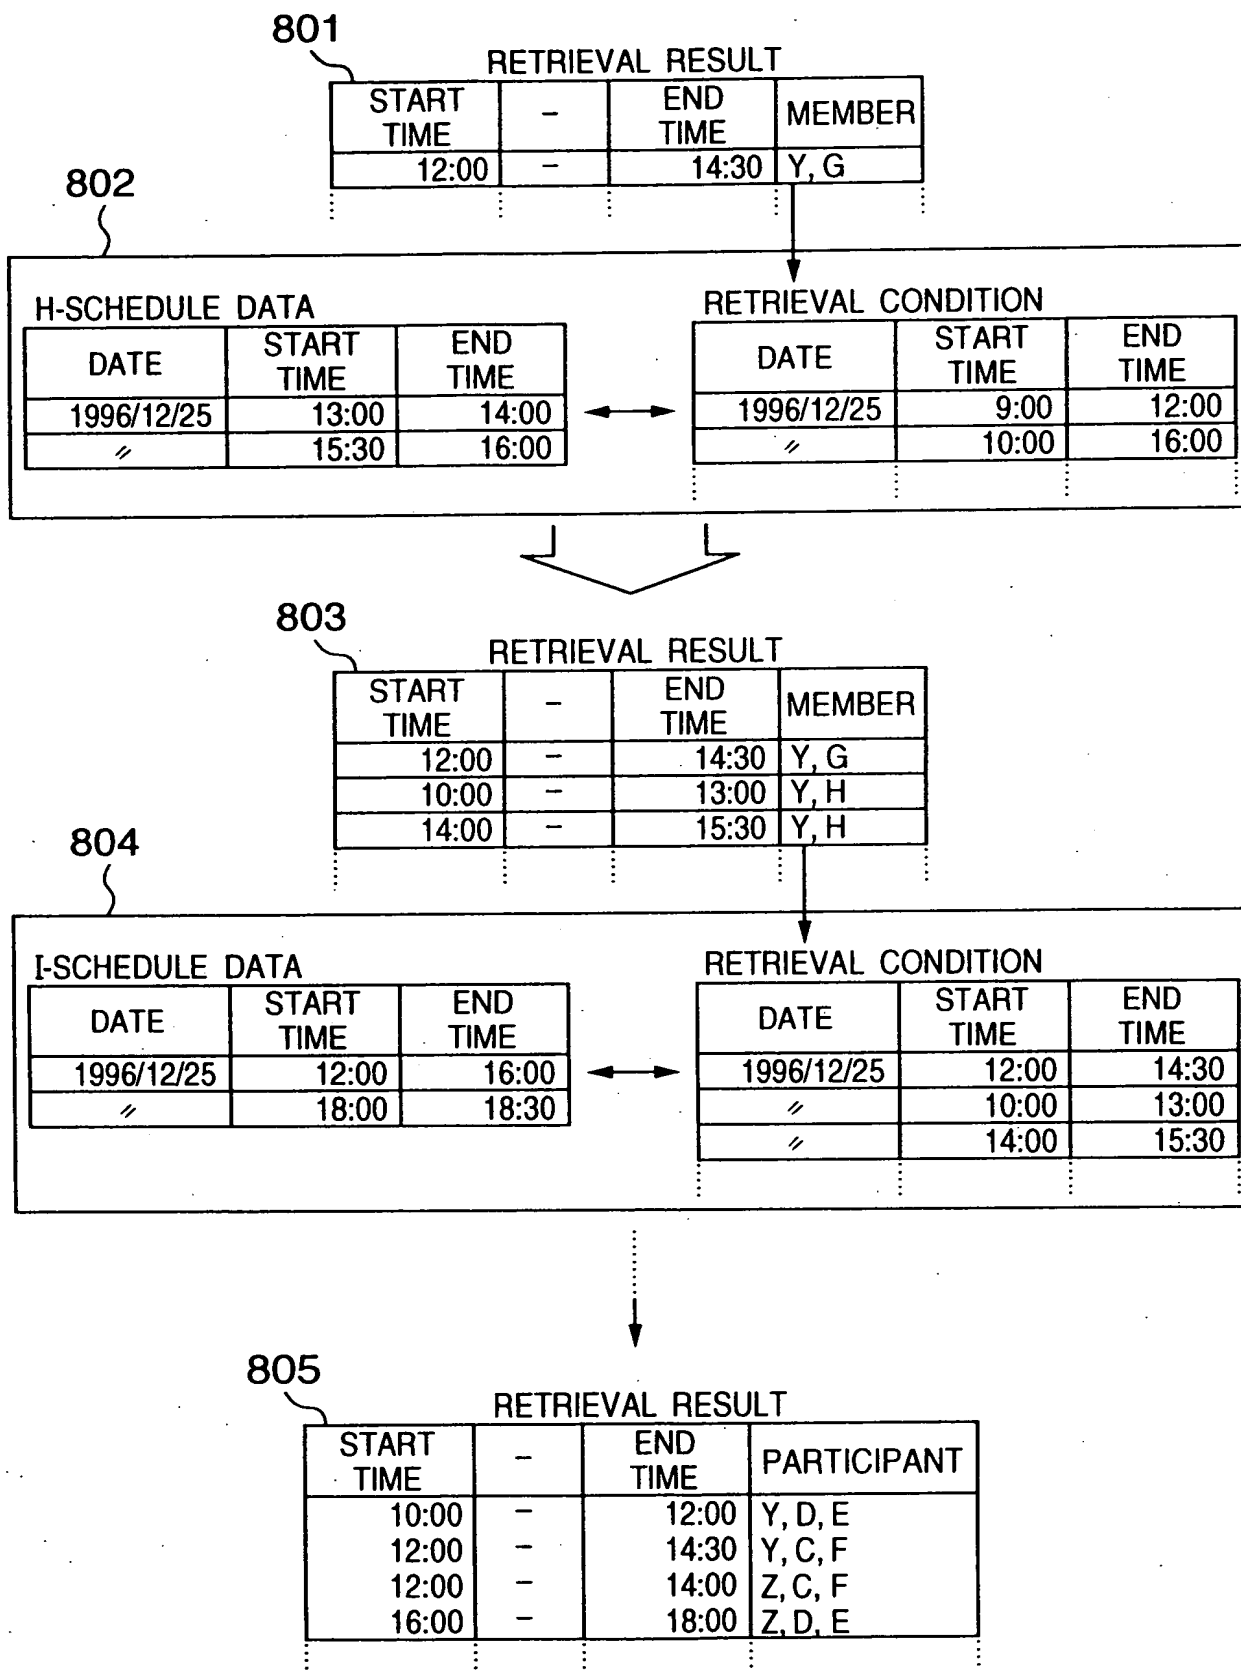 801
RETRIEVAL RESULT
START TIME - END TIME MEMBER
12:00 - 14:30 Y, G
802
H-SCHEDULE DATA
DATE START TIME END TIME
1996/12/25 13:00 14:00
〃 15:30 16:00
RETRIEVAL CONDITION
DATE START TIME END TIME
1996/12/25 9:00 12:00
〃 10:00 16:00
803
RETRIEVAL RESULT
START TIME - END TIME MEMBER
12:00 - 14:30 Y, G
10:00 - 13:00 Y, H
14:00 - 15:30 Y, H
804
I-SCHEDULE DATA
DATE START TIME END TIME
1996/12/25 12:00 16:00
〃 18:00 18:30
RETRIEVAL CONDITION
DATE START TIME END TIME
1996/12/25 12:00 14:30
〃 10:00 13:00
〃 14:00 15:30
805
RETRIEVAL RESULT
START TIME - END TIME PARTICIPANT
10:00 - 12:00 Y, D, E
12:00 - 14:30 Y, C, F
12:00 - 14:00 Z, C, F
16:00 - 18:00 Z, D, E